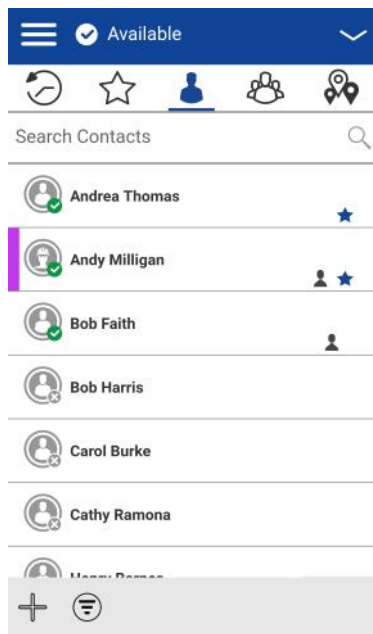 Available
Search Contacts
Andrea Thomas
Andy Milligan
Bob Faith
Bob Harris
Carol Burke
Cathy Ramona